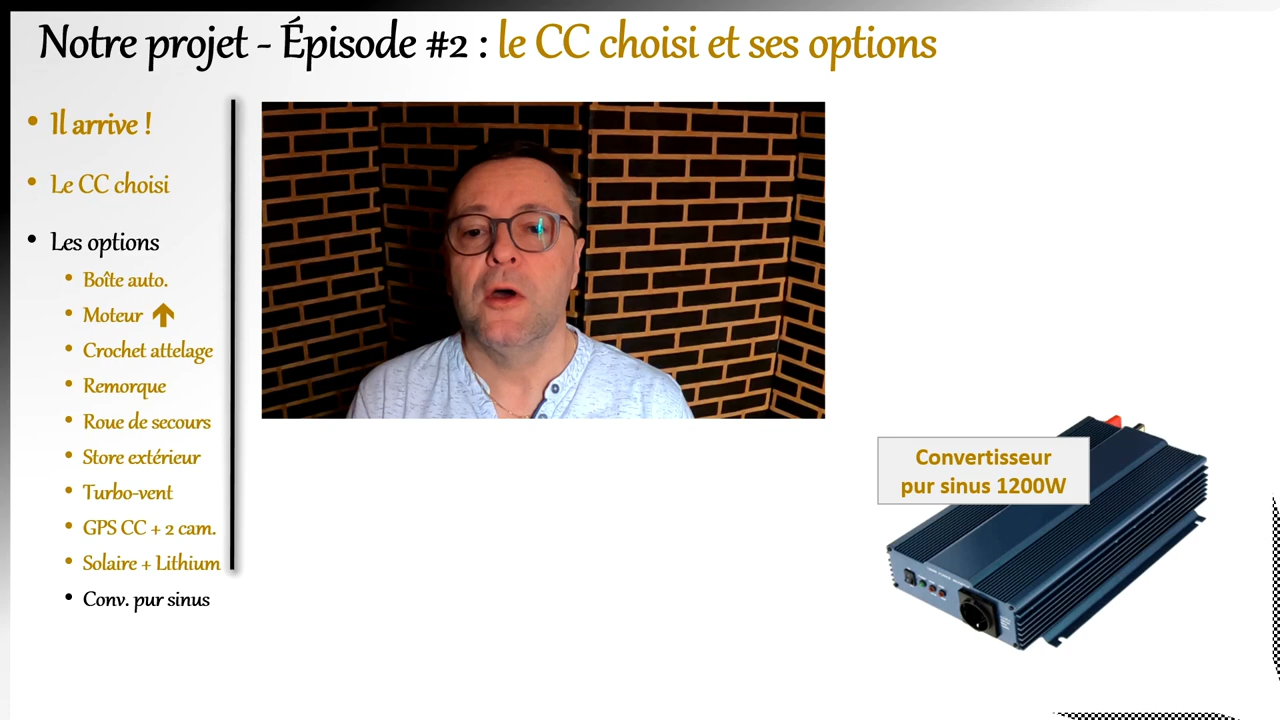 Notre projet - Épisode #2 : le CC choisi et ses options
• Il arrive !
• Le CC choisi
• Les options
• Boîte auto.
• Moteur
• Crochet attelage
• Remorque
• Roue de secours
• Store extérieur
• Turbo-vent
• GPS CC + 2 cam.
• Solaire + Lithium
• Conv. pur sinus
Convertisseur
pur sinus 1200W